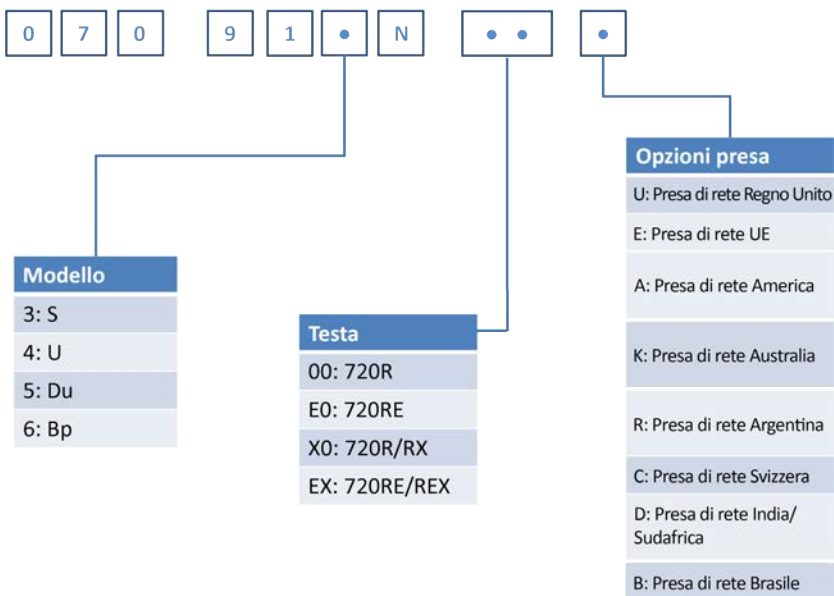 0 7 0 9 1 • N • • •
Opzioni presa
U: Presa di rete Regno Unito
E: Presa di rete UE
A: Presa di rete America
K: Presa di rete Australia
R: Presa di rete Argentina
C: Presa di rete Svizzera
D: Presa di rete India/
Sudafrica
B: Presa di rete Brasile
Modello
3: S
4: U
5: Du
6: Bp
Testa
00: 720R
E0: 720RE
X0: 720R/RX
EX: 720RE/REX